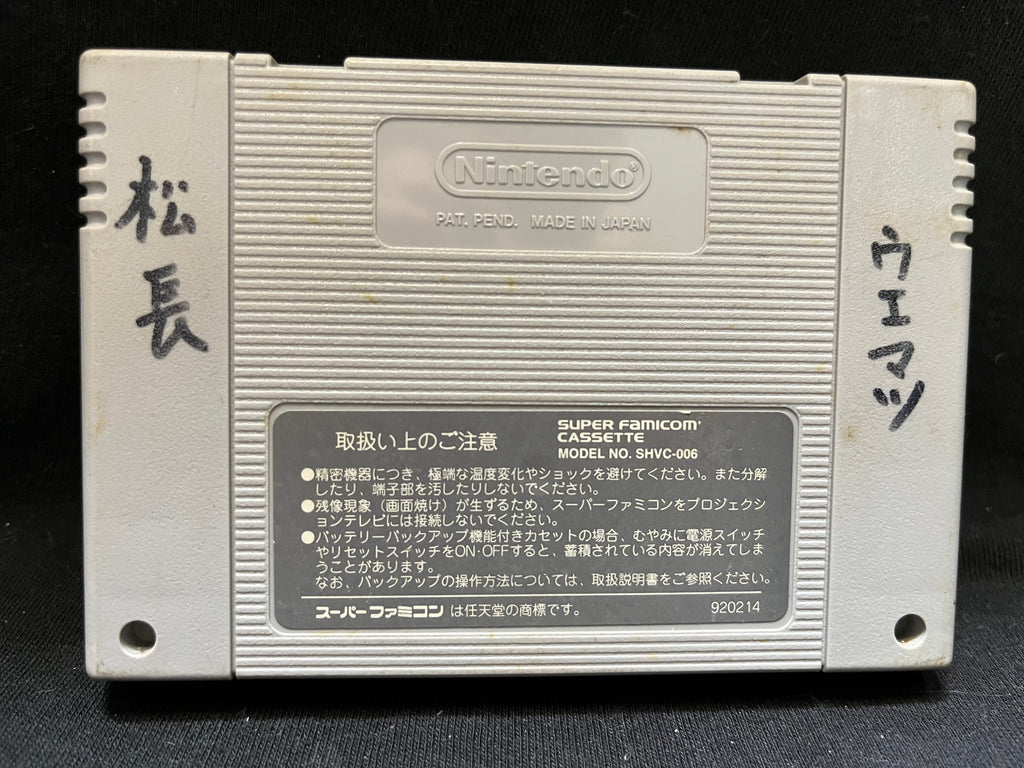 松長
Nintendo®
PAT. PEND. MADE IN JAPAN
ウエマツ
取扱い上のご注意
SUPER FAMICOM
CASSETTE
MODEL NO. SHVC-006
●精密機器につき、極端な温度変化やショックを避けてください。また分解
したり、端子部を汚したりしないでください。
●残像現象（画面焼け）が生ずるため、スーパーファミコンをプロジェクシ
ョンテレビには接続しないでください。
●バッテリーバックアップ機能付きカセットの場合、むやみに電源スイッチ
やリセットスイッチをON・OFFすると、蓄積されている内容が消えてしま
うことがあります。
なお、バックアップの操作方法については、取扱説明書をご参照ください。
スーパーファミコン は任天堂の商標です。
920214